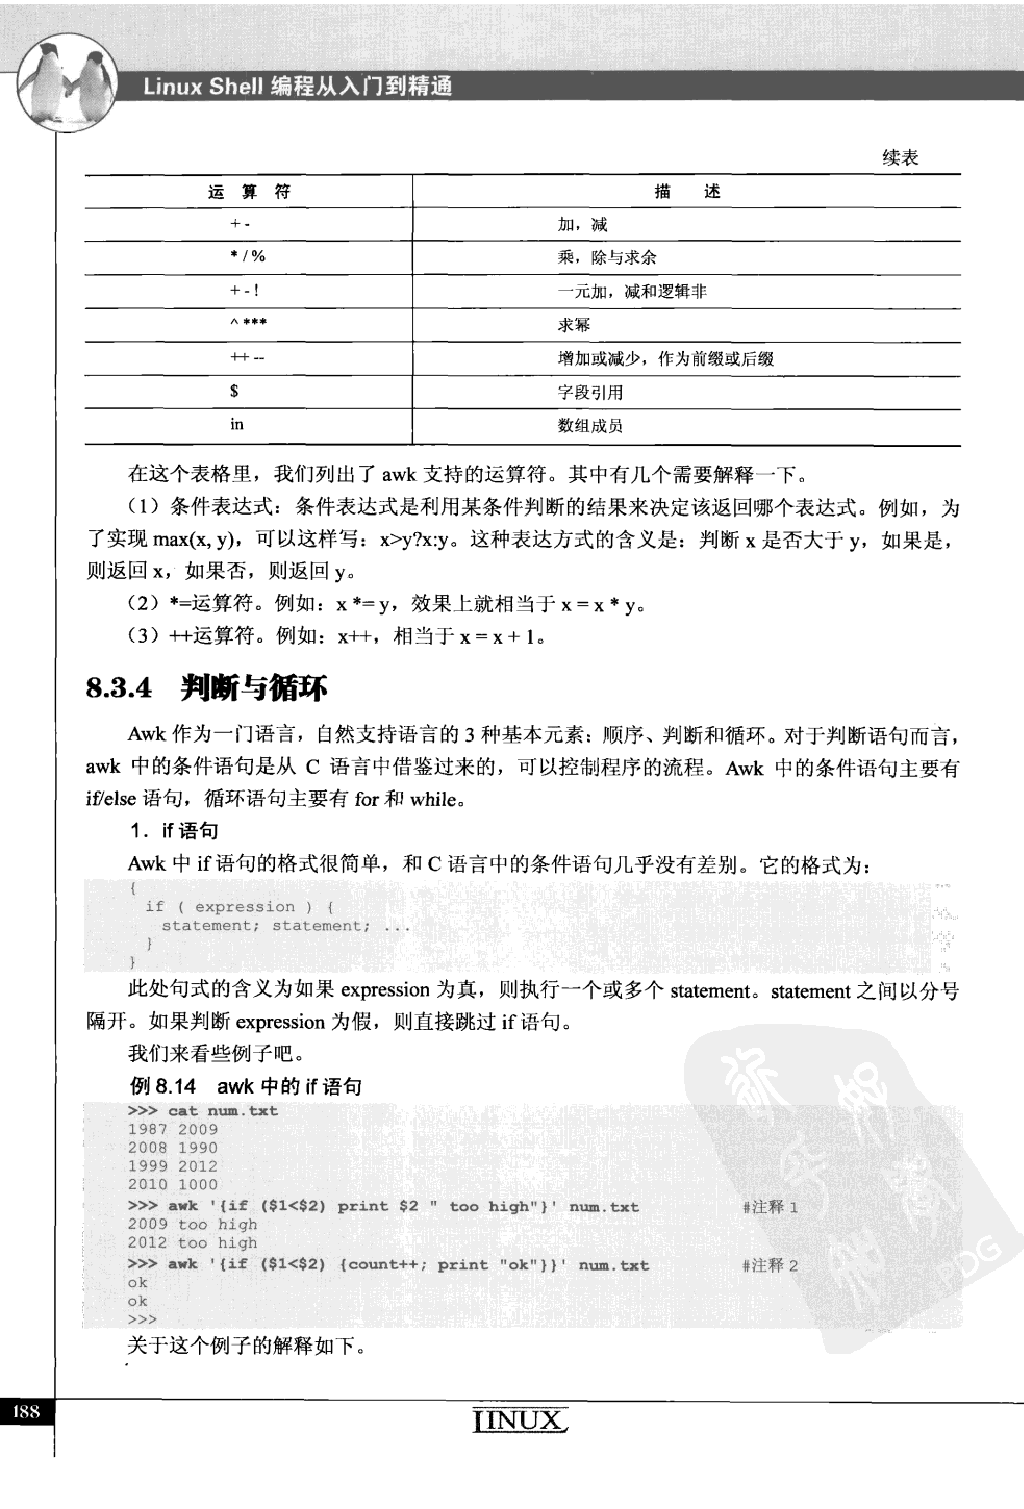 Linux Shell 编程从入门到精通
续表
运 算 符 描 述
+ - 加，减
* / % 乘，除与求余
+ - ! 一元加，减和逻辑非
^ *** 求幂
++ -- 增加或减少，作为前缀或后缀
$ 字段引用
in 数组成员
在这个表格里，我们列出了 awk 支持的运算符。其中有几个需要解释一下。
（1）条件表达式：条件表达式是利用某条件判断的结果来决定该返回哪个表达式。例如，为
了实现 max(x, y)，可以这样写：x>y?x:y。这种表达方式的含义是：判断 x 是否大于 y，如果是，
则返回 x，如果否，则返回 y。
（2）*=运算符。例如：x *= y，效果上就相当于 x = x * y。
（3）++运算符。例如：x++，相当于 x = x + 1。
8.3.4 判断与循环
Awk 作为一门语言，自然支持语言的 3 种基本元素：顺序、判断和循环。对于判断语句而言，
awk 中的条件语句是从 C 语言中借鉴过来的，可以控制程序的流程。Awk 中的条件语句主要有
if/else 语句，循环语句主要有 for 和 while。
1．if 语句
Awk 中 if 语句的格式很简单，和 C 语言中的条件语句几乎没有差别。它的格式为：
{
if ( expression ) {
statement; statement; ...
}
}
此处句式的含义为如果 expression 为真，则执行一个或多个 statement。statement 之间以分号
隔开。如果判断 expression 为假，则直接跳过 if 语句。
我们来看些例子吧。
例 8.14 awk 中的 if 语句
>>> cat num.txt
1987 2009
2008 1990
1999 2012
2010 1000
>>> awk '{if ($1<$2) print $2 " too high"}' num.txt #注释 1
2009 too high
2012 too high
>>> awk '{if ($1<$2) {count++; print "ok"}}' num.txt #注释 2
ok
ok
>>>
关于这个例子的解释如下。
188
LINUX
PDG